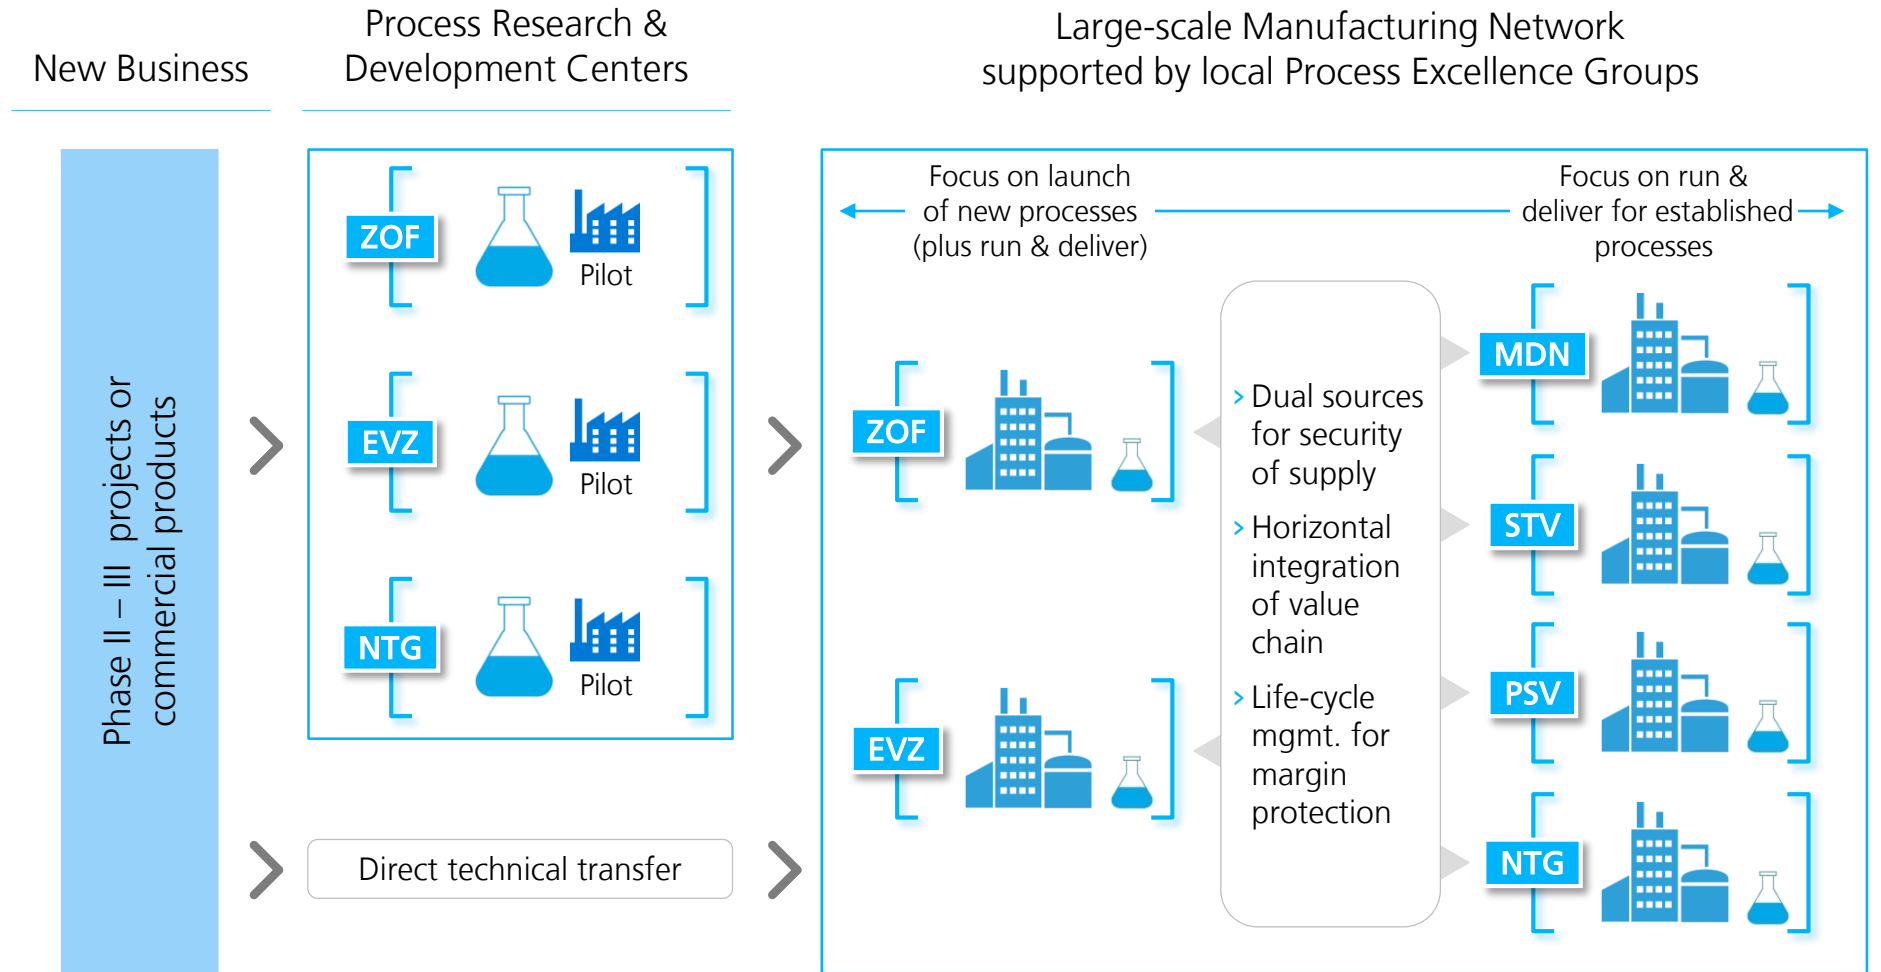 New Business
Process Research &
Development Centers
Large-scale Manufacturing Network
supported by local Process Excellence Groups
Phase II – III projects or
commercial products
ZOF
Pilot
EVZ
Pilot
NTG
Pilot
Direct technical transfer
Focus on launch
of new processes
(plus run & deliver)
Focus on run &
deliver for established
processes
ZOF
EVZ
> Dual sources
for security
of supply
> Horizontal
integration
of value
chain
> Life-cycle
mgmt. for
margin
protection
MDN
STV
PSV
NTG